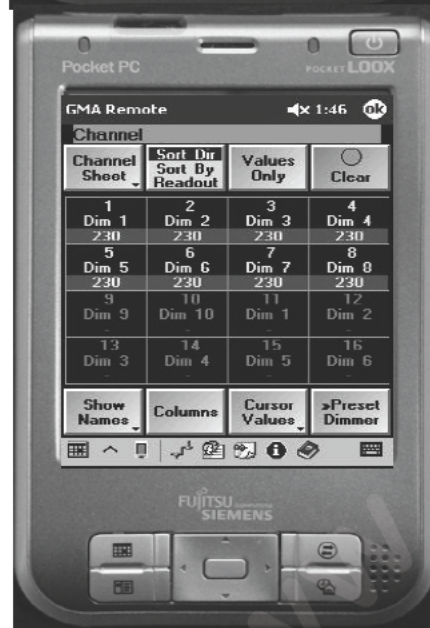 Pocket PC
POCKET LOOX
GMA Remote 1:46 ok
Channel
Channel Sheet Sort Dir Sort By Readout Values Only Clear
1 2 3 4
Dim 1 Dim 2 Dim 3 Dim 4
230 230 230 230
5 6 7 8
Dim 5 Dim 6 Dim 7 Dim 8
230 230 230 230
9 10 11 12
Dim 9 Dim 10 Dim 1 Dim 2
- - - -
13 14 15 16
Dim 3 Dim 4 Dim 5 Dim 6
- - - -
Show Names Columns Cursor Values >Preset Dimmer
FUJITSU
SIEMENS